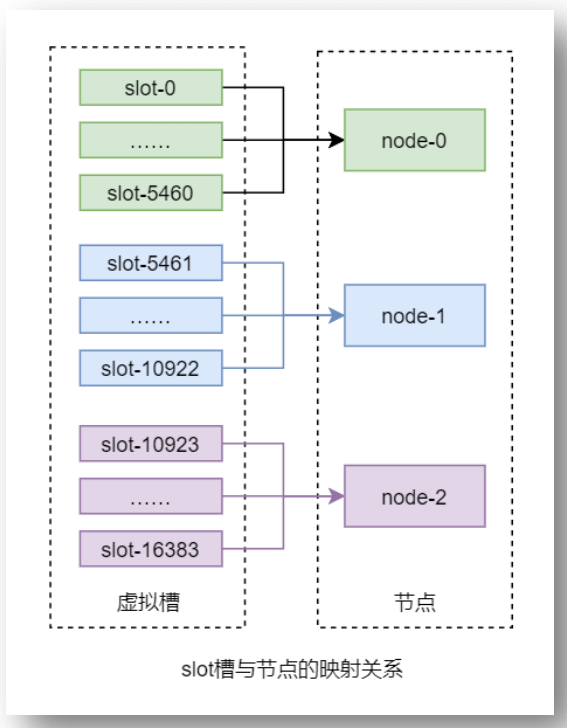 slot-0
……
slot-5460
node-0
slot-5461
……
slot-10922
node-1
slot-10923
……
slot-16383
node-2
虚拟槽
节点
slot槽与节点的映射关系